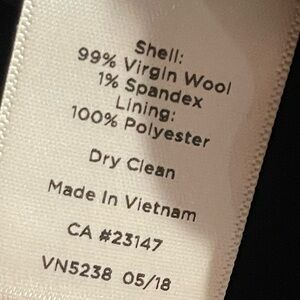 Shell:
99% Virgin Wool
1% Spandex
Lining:
100% Polyester
Dry Clean
Made In Vietnam
CA #23147
VN5238 05/18